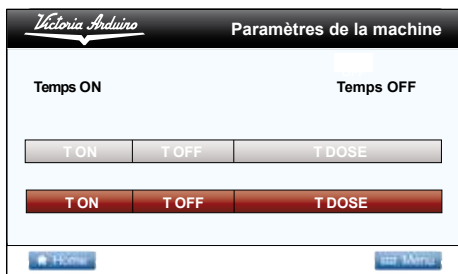 Victoria Arduino Paramètres de la machine
Temps ON Temps OFF
T ON T OFF T DOSE
T ON T OFF T DOSE
Home Menu